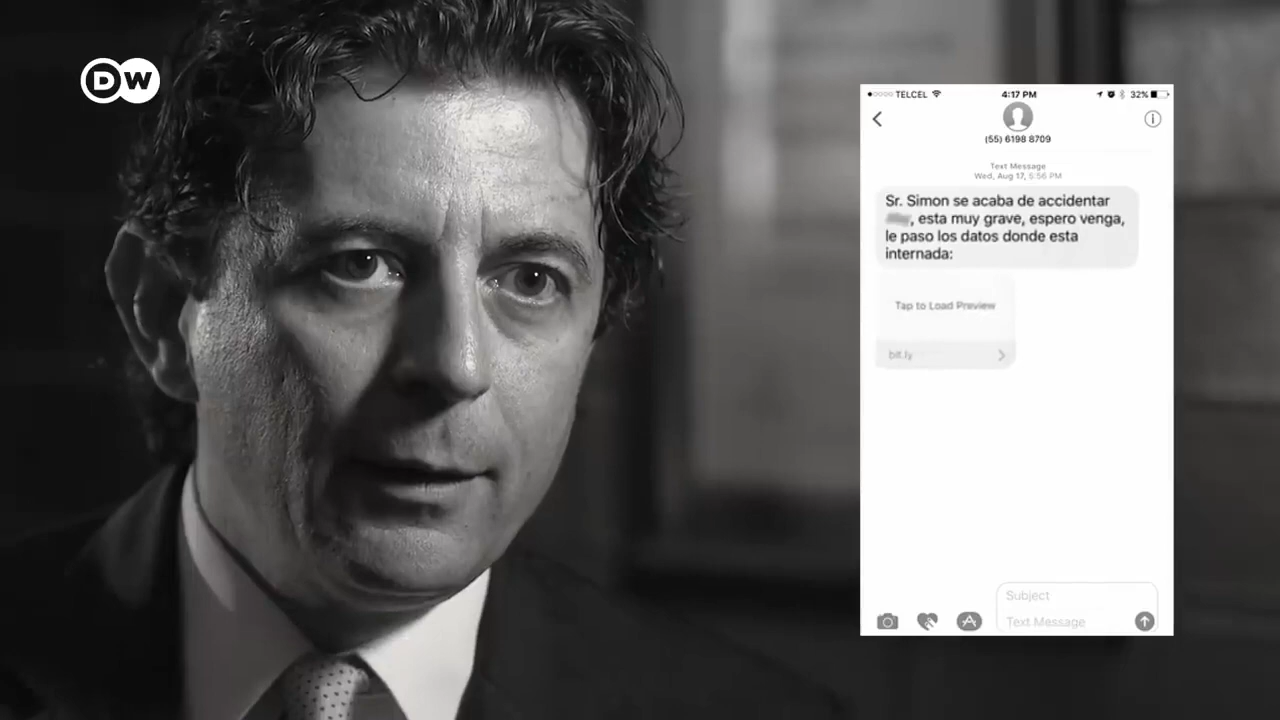 DW
TELCEL 4:17 PM 32%
(55) 6198 8709
Text Message
Wed, Aug 17, 5:56 PM
Sr. Simon se acaba de accidentar
, esta muy grave, espero venga,
le paso los datos donde esta
internada:
Tap to Load Preview
bit.ly
Subject
Text Message